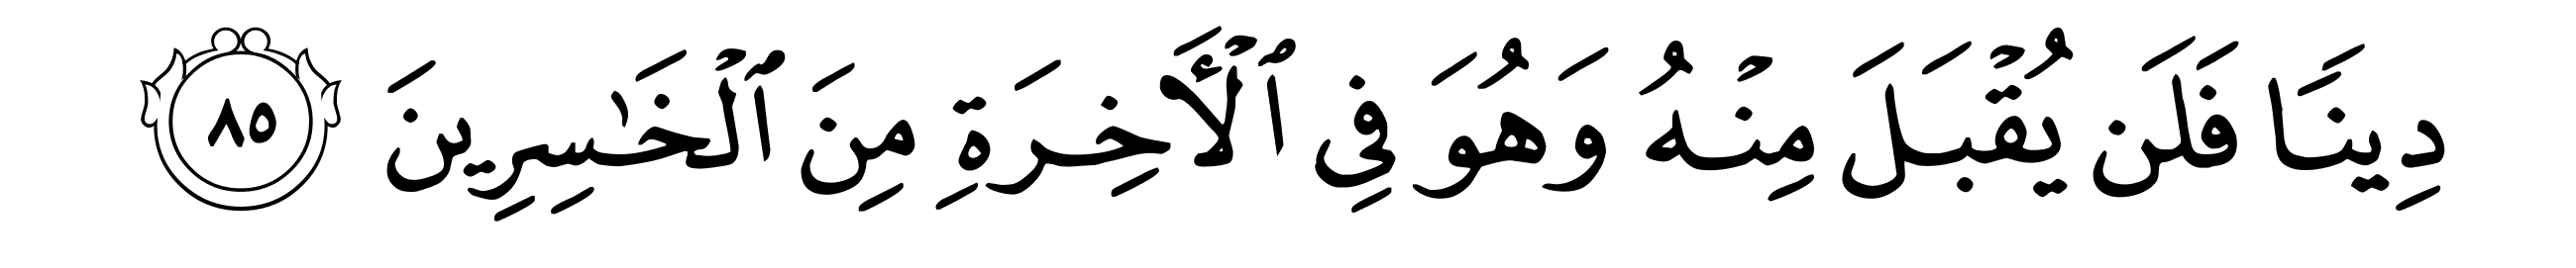 دِينًا فَلَن يُقْبَلَ مِنْهُ وَهُوَ فِي ٱلْأَخِرَةِ مِنَ ٱلْخَٰسِرِينَ ٨٥